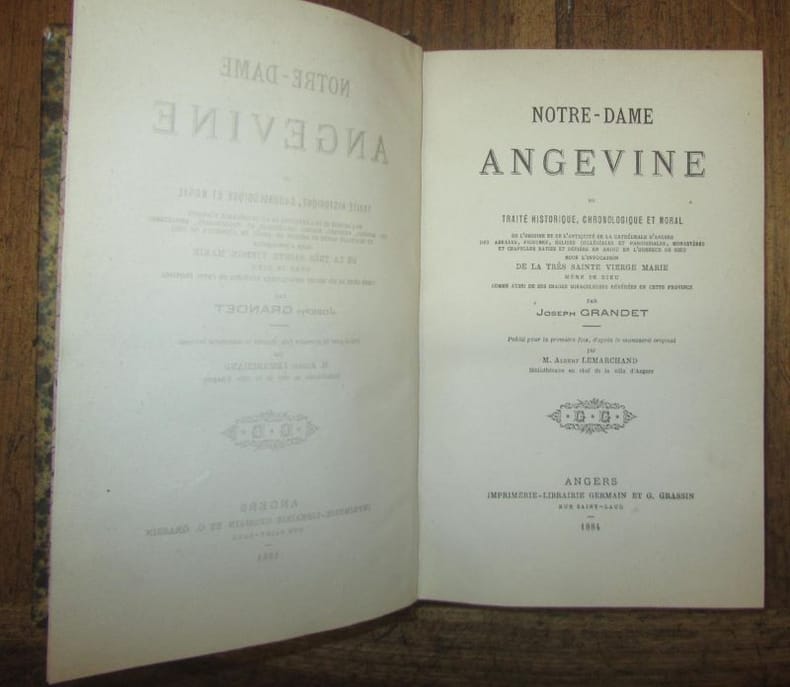 NOTRE-DAME
ANGEVINE
OU
TRAITÉ HISTORIQUE, CHRONOLOGIQUE ET MORAL
DE L'ORIGINE ET DE L'ANTIQUITÉ DE LA CATHÉDRALE D'ANGERS
DES ABBAYES, PRIEURÉS, ÉGLISES COLLÉGIALES ET PAROISSIALES, MONASTÈRES
ET CHAPELLES BATIES ET DÉDIÉES EN ANJOU EN L'HONNEUR DE DIEU
SOUS L'INVOCATION
DE LA TRÈS SAINTE VIERGE MARIE
MÈRE DE DIEU
COMME AUSSI DE SES IMAGES MIRACULEUSES RÉVÉRÉES EN CETTE PROVINCE
PAR
JOSEPH GRANDET
Publié pour la première fois, d'après le manuscrit original
par
M. ALBERT LEMARCHAND
Bibliothécaire en chef de la ville d'Angers
G G
ANGERS
IMPRIMERIE-LIBRAIRIE GERMAIN ET G. GRASSIN
RUE SAINT-LAUD
1884